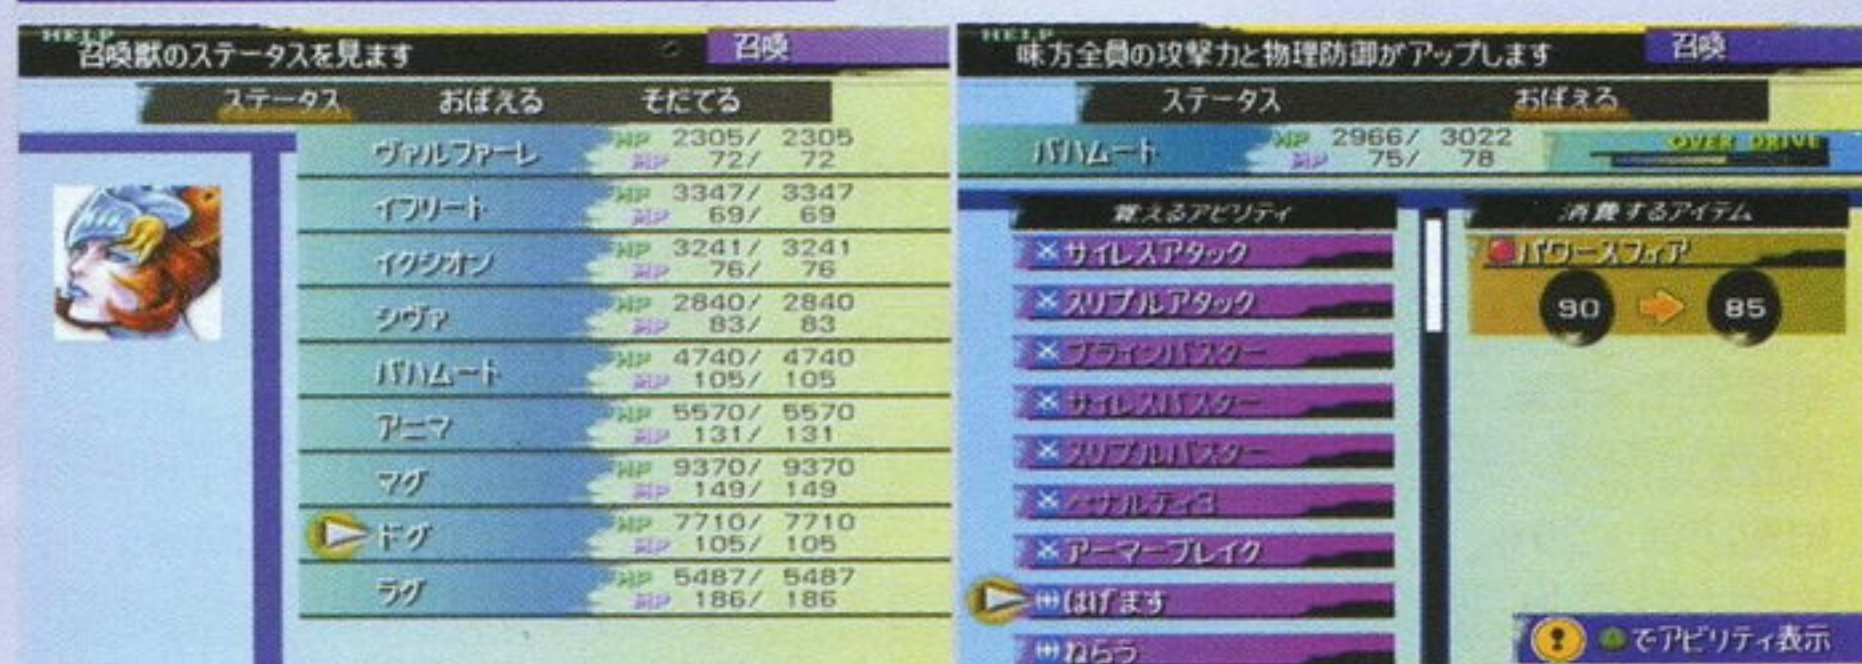 HELP
召喚獣のステータスを見ます
召喚
ステータス おぼえる そだてる
ヴァルファーレ HP 2305/ 2305
MP 72/ 72
イフリート HP 3347/ 3347
MP 69/ 69
イクシオン HP 3241/ 3241
MP 76/ 76
シヴァ HP 2840/ 2840
MP 83/ 83
バハムート HP 4740/ 4740
MP 105/ 105
アニマ HP 5570/ 5570
MP 131/ 131
マグ HP 9370/ 9370
MP 149/ 149
ドグ HP 7710/ 7710
MP 105/ 105
ラグ HP 5487/ 5487
MP 186/ 186
HELP
味方全員の攻撃力と物理防御がアップします
召喚
ステータス おぼえる
バハムート HP 2966/ 3022
MP 75/ 78
OVER DRIVE
覚えるアビリティ
サイレスアタック
スリプルアタック
ブラインバスター
サイレスバスター
スリプルバスター
ペナルティ3
アーマーブレイク
はげます
ねらう
消費するアイテム
パワースフィア
90 85
でアビリティ表示